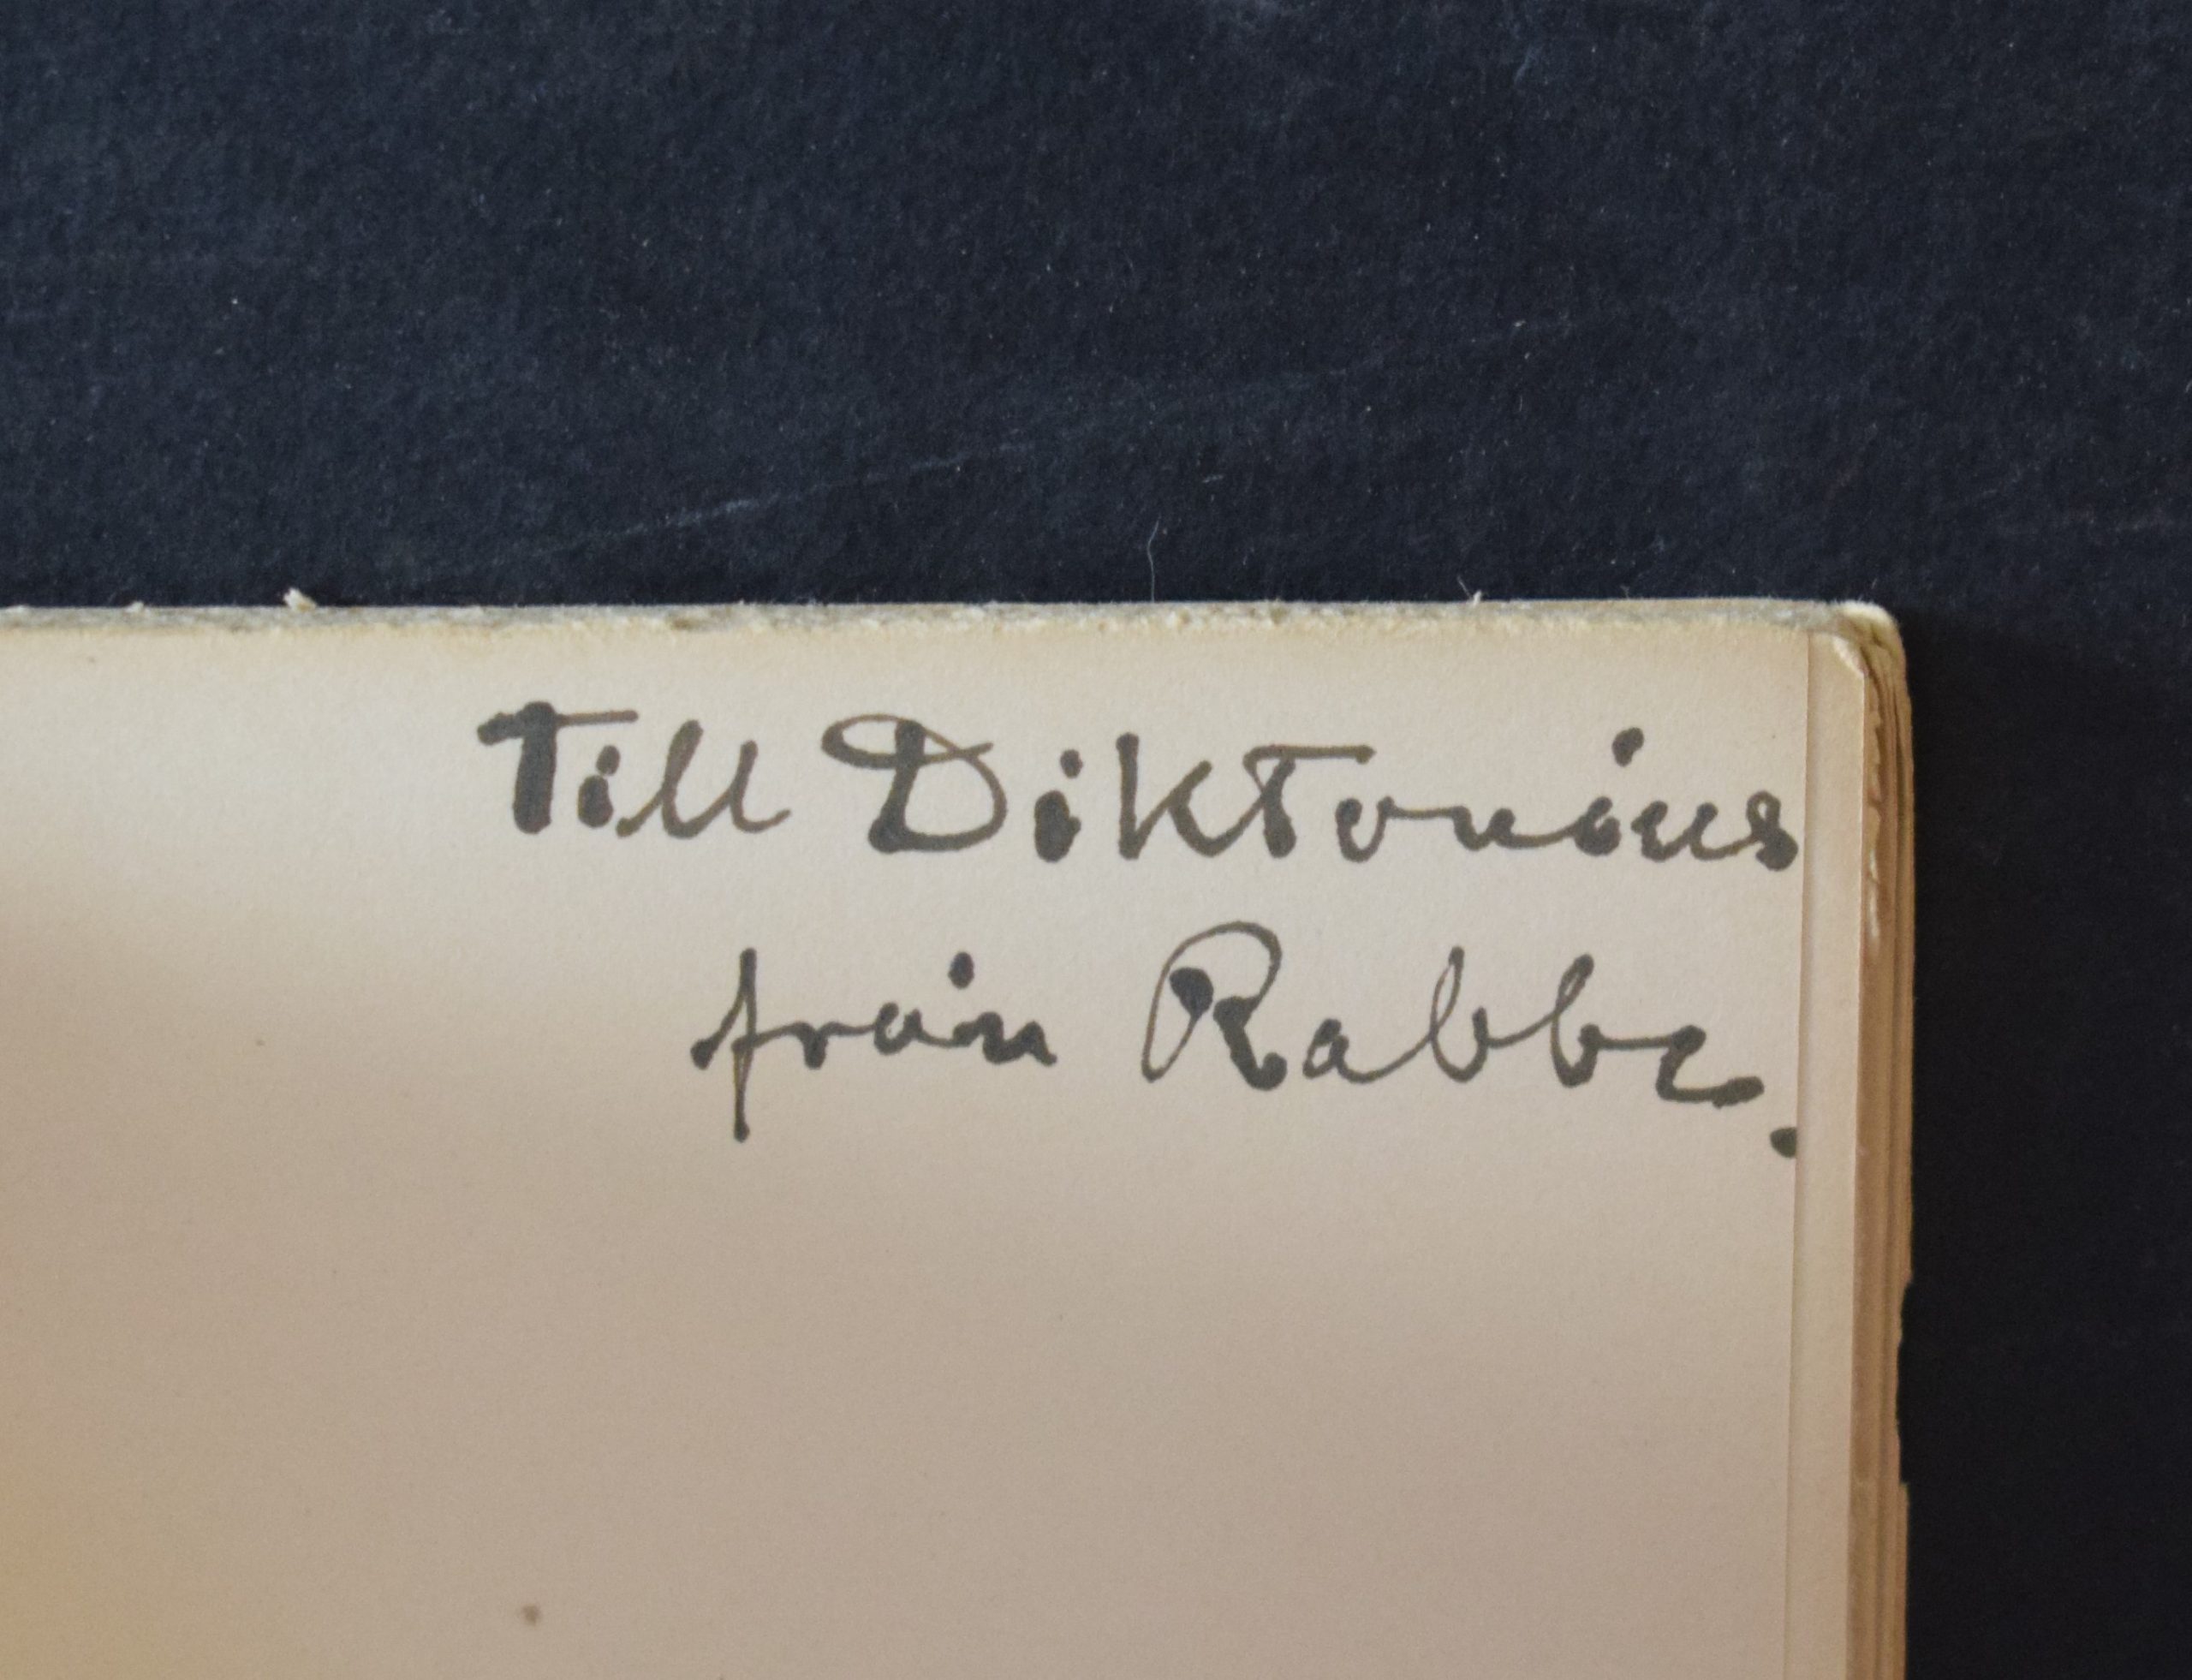 Till Diktonius
från Rabbe.